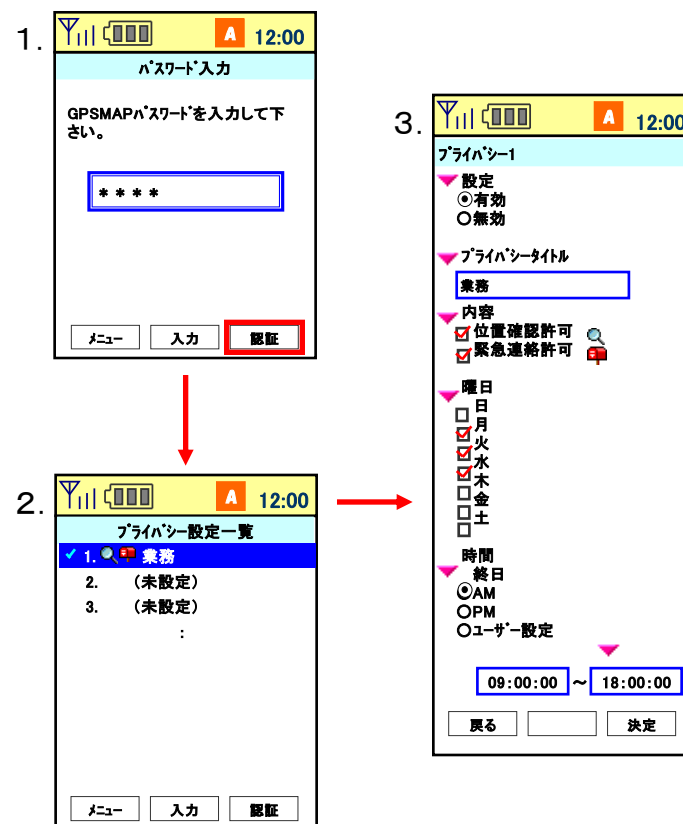 1.
A 12:00
ﾊﾟｽﾜｰﾄﾞ入力
GPSMAPﾊﾟｽﾜｰﾄﾞを入力して下
さい。
＊＊＊＊
ﾒﾆｭｰ 入力 認証
2.
A 12:00
ﾌﾟﾗｲﾊﾞｼｰ設定一覧
1. 業務
2. （未設定）
3. （未設定）
：
ﾒﾆｭｰ 入力 認証
3.
A 12:00
ﾌﾟﾗｲﾊﾞｼｰ1
設定
有効
無効
ﾌﾟﾗｲﾊﾞｼｰﾀｲﾄﾙ
業務
内容
位置確認許可
緊急連絡許可
曜日
日
月
火
水
木
金
土
時間
終日
AM
PM
ﾕｰｻﾞｰ設定
09:00:00 ～ 18:00:00
戻る 決定